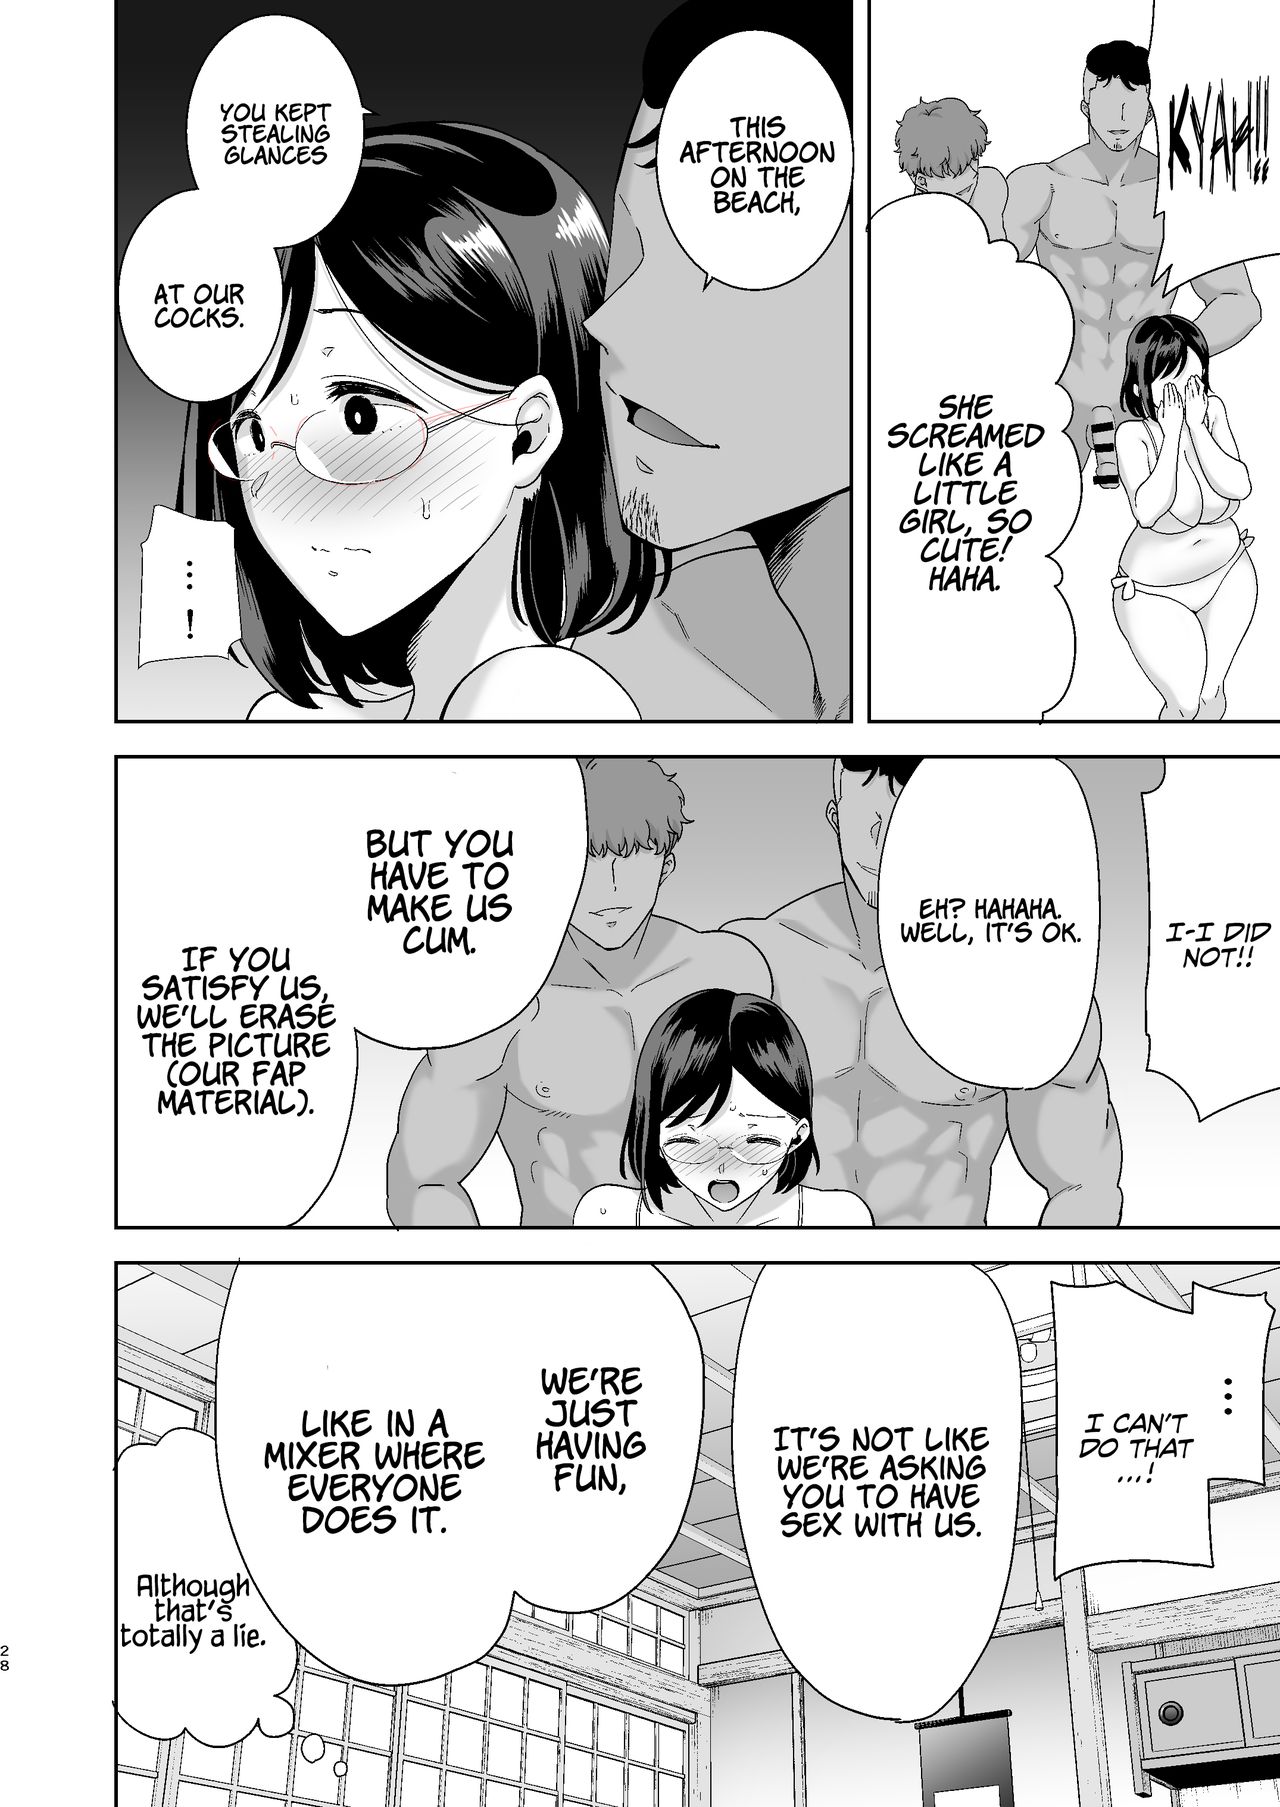 KYAH!!
SHE
SCREAMED
LIKE A
LITTLE
GIRL, SO
CUTE!
HAHA.
THIS
AFTERNOON
ON THE
BEACH,
YOU KEPT
STEALING
GLANCES
AT OUR
COCKS.
...!
I-I DID
NOT!!
EH? HAHAHA.
WELL, IT'S OK.
BUT YOU
HAVE TO
MAKE US
CUM.
IF YOU
SATISFY US,
WE'LL ERASE
THE PICTURE
(OUR FAP
MATERIAL).
...
I CAN'T
DO THAT
...!
IT'S NOT LIKE
WE'RE ASKING
YOU TO HAVE
SEX WITH US.
WE'RE
JUST
HAVING
FUN,
LIKE IN A
MIXER WHERE
EVERYONE
DOES IT.
Although
that's
totally a lie.
28